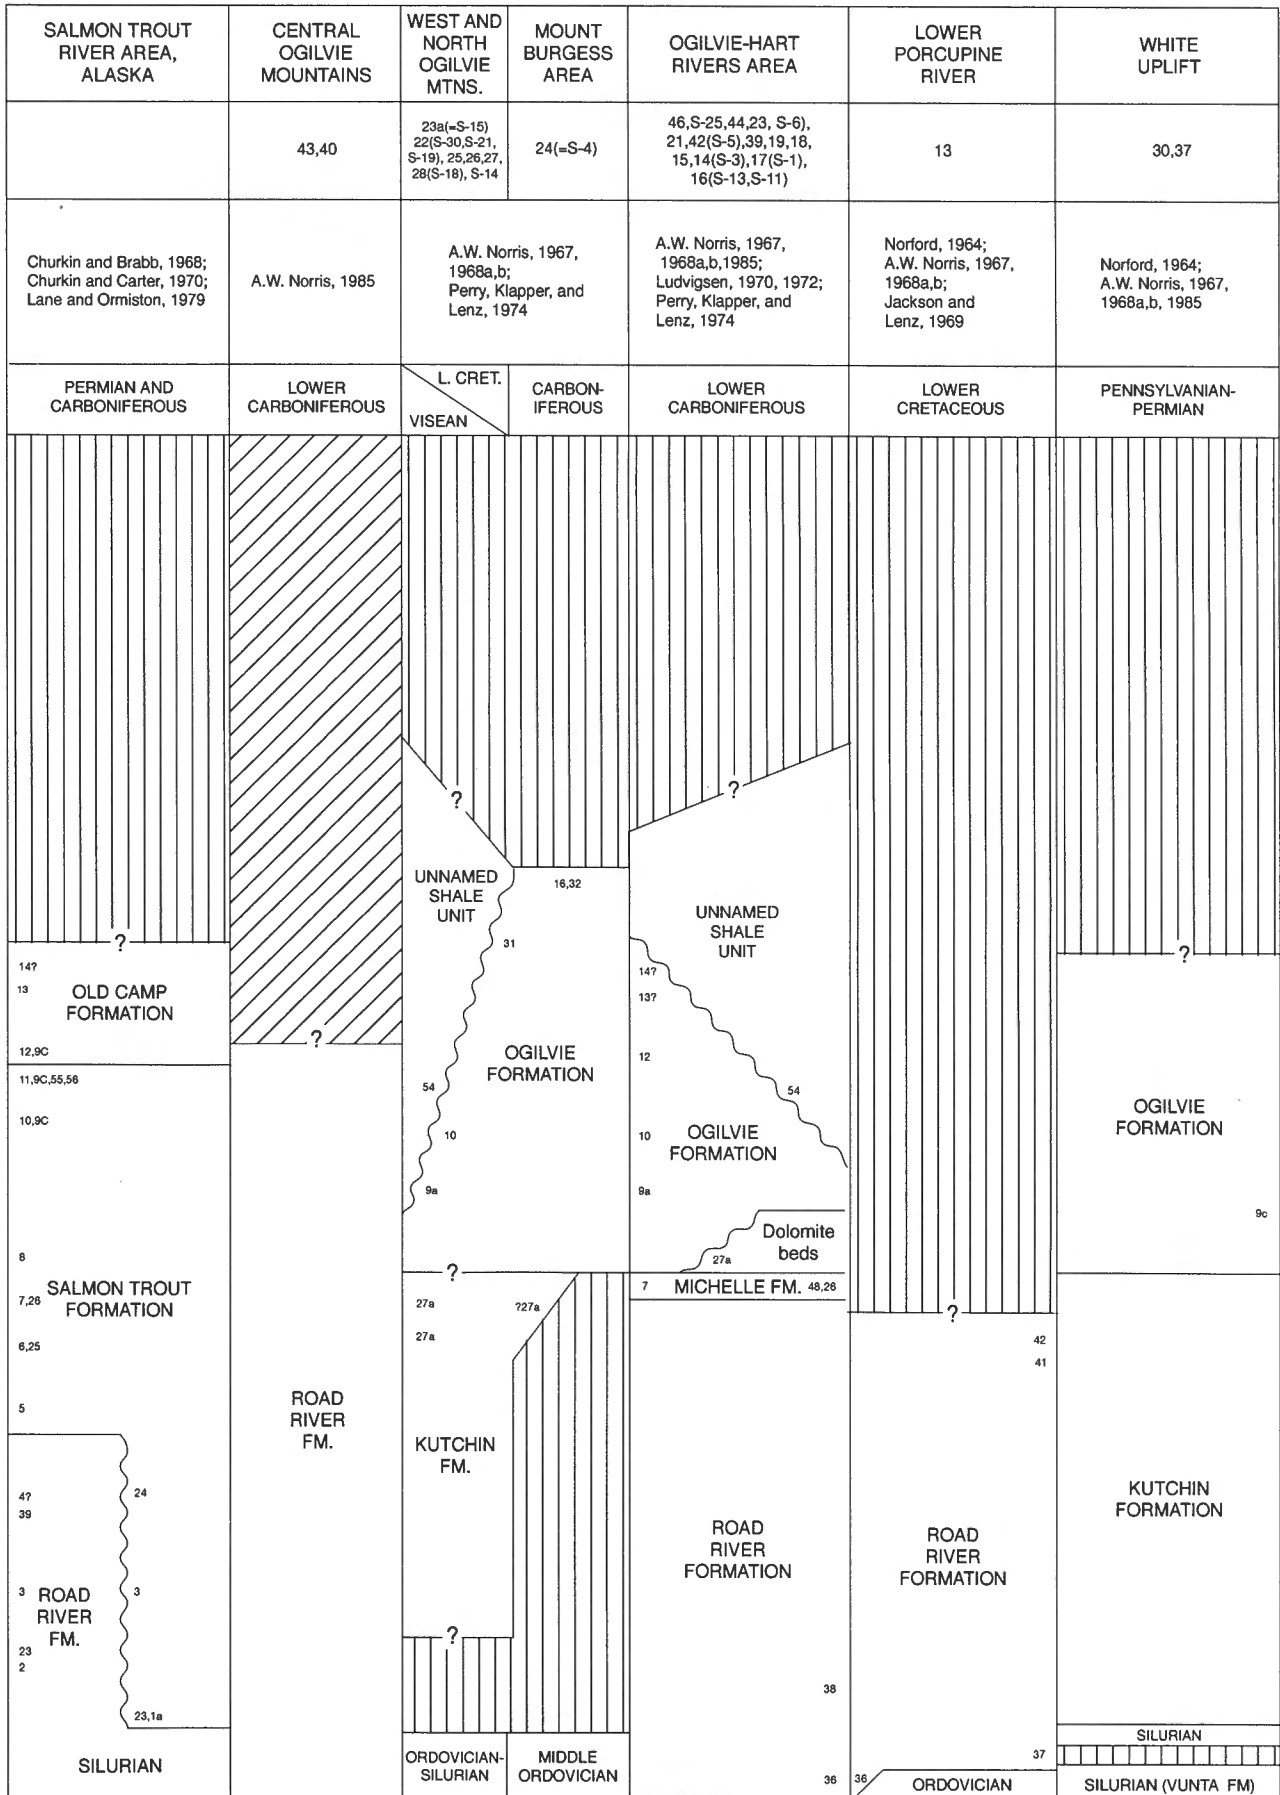 SALMON TROUT
RIVER AREA,
ALASKA
CENTRAL
OGILVIE
MOUNTAINS
WEST AND
NORTH
OGILVIE
MTNS.
MOUNT
BURGESS
AREA
OGILVIE-HART
RIVERS AREA
LOWER
PORCUPINE
RIVER
WHITE
UPLIFT
43,40
23a(=S-15)
22(S-30,S-21,
S-19), 25,26,27,
28(S-18), S-14
24(=S-4)
46,S-25,44,23, S-6),
21,42(S-5),39,19,18,
15,14(S-3),17(S-1),
16(S-13,S-11)
13
30,37
Churkin and Brabb, 1968;
Churkin and Carter, 1970;
Lane and Ormiston, 1979
A.W. Norris, 1985
A.W. Norris, 1967,
1968a,b;
Perry, Klapper, and
Lenz, 1974
A.W. Norris, 1967,
1968a,b,1985;
Ludvigsen, 1970, 1972;
Perry, Klapper, and
Lenz, 1974
Norford, 1964;
A.W. Norris, 1967,
1968a,b;
Jackson and
Lenz, 1969
Norford, 1964;
A.W. Norris, 1967,
1968a,b, 1985
PERMIAN AND
CARBONIFEROUS
LOWER
CARBONIFEROUS
L. CRET.
VISEAN
CARBON-
IFEROUS
LOWER
CARBONIFEROUS
LOWER
CRETACEOUS
PENNSYLVANIAN-
PERMIAN
?
14?
13
OLD CAMP
FORMATION
12,9C
11,9C,55,56
10,9C
8
SALMON TROUT
FORMATION
7,26
6,25
5
4?
39
24
3
ROAD
RIVER
FM.
3
23
2
23,1a
SILURIAN
?
ROAD
RIVER
FM.
?
UNNAMED
SHALE
UNIT
16,32
31
OGILVIE
FORMATION
54
10
9a
?
27a
?27a
27a
KUTCHIN
FM.
?
ORDOVICIAN-
SILURIAN
MIDDLE
ORDOVICIAN
?
UNNAMED
SHALE
UNIT
14?
13?
12
54
10
OGILVIE
FORMATION
9a
Dolomite
beds
27a
7
MICHELLE FM.
48,26
ROAD
RIVER
FORMATION
38
36
?
42
41
ROAD
RIVER
FORMATION
37
36
ORDOVICIAN
?
OGILVIE
FORMATION
9c
KUTCHIN
FORMATION
SILURIAN
SILURIAN (VUNTA FM)